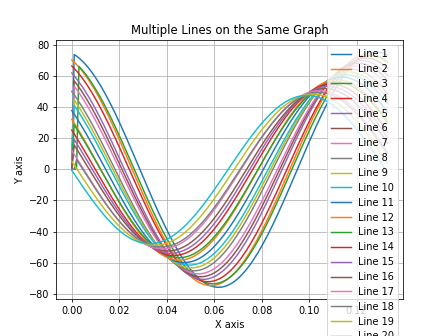 Multiple Lines on the Same Graph
80
60
40
20
0
−20
−40
−60
−80
Y axis
0.00
0.02
0.04
0.06
0.08
0.10
X axis
Line 1
Line 2
Line 3
Line 4
Line 5
Line 6
Line 7
Line 8
Line 9
Line 10
Line 11
Line 12
Line 13
Line 14
Line 15
Line 16
Line 17
Line 18
Line 19
Line 20